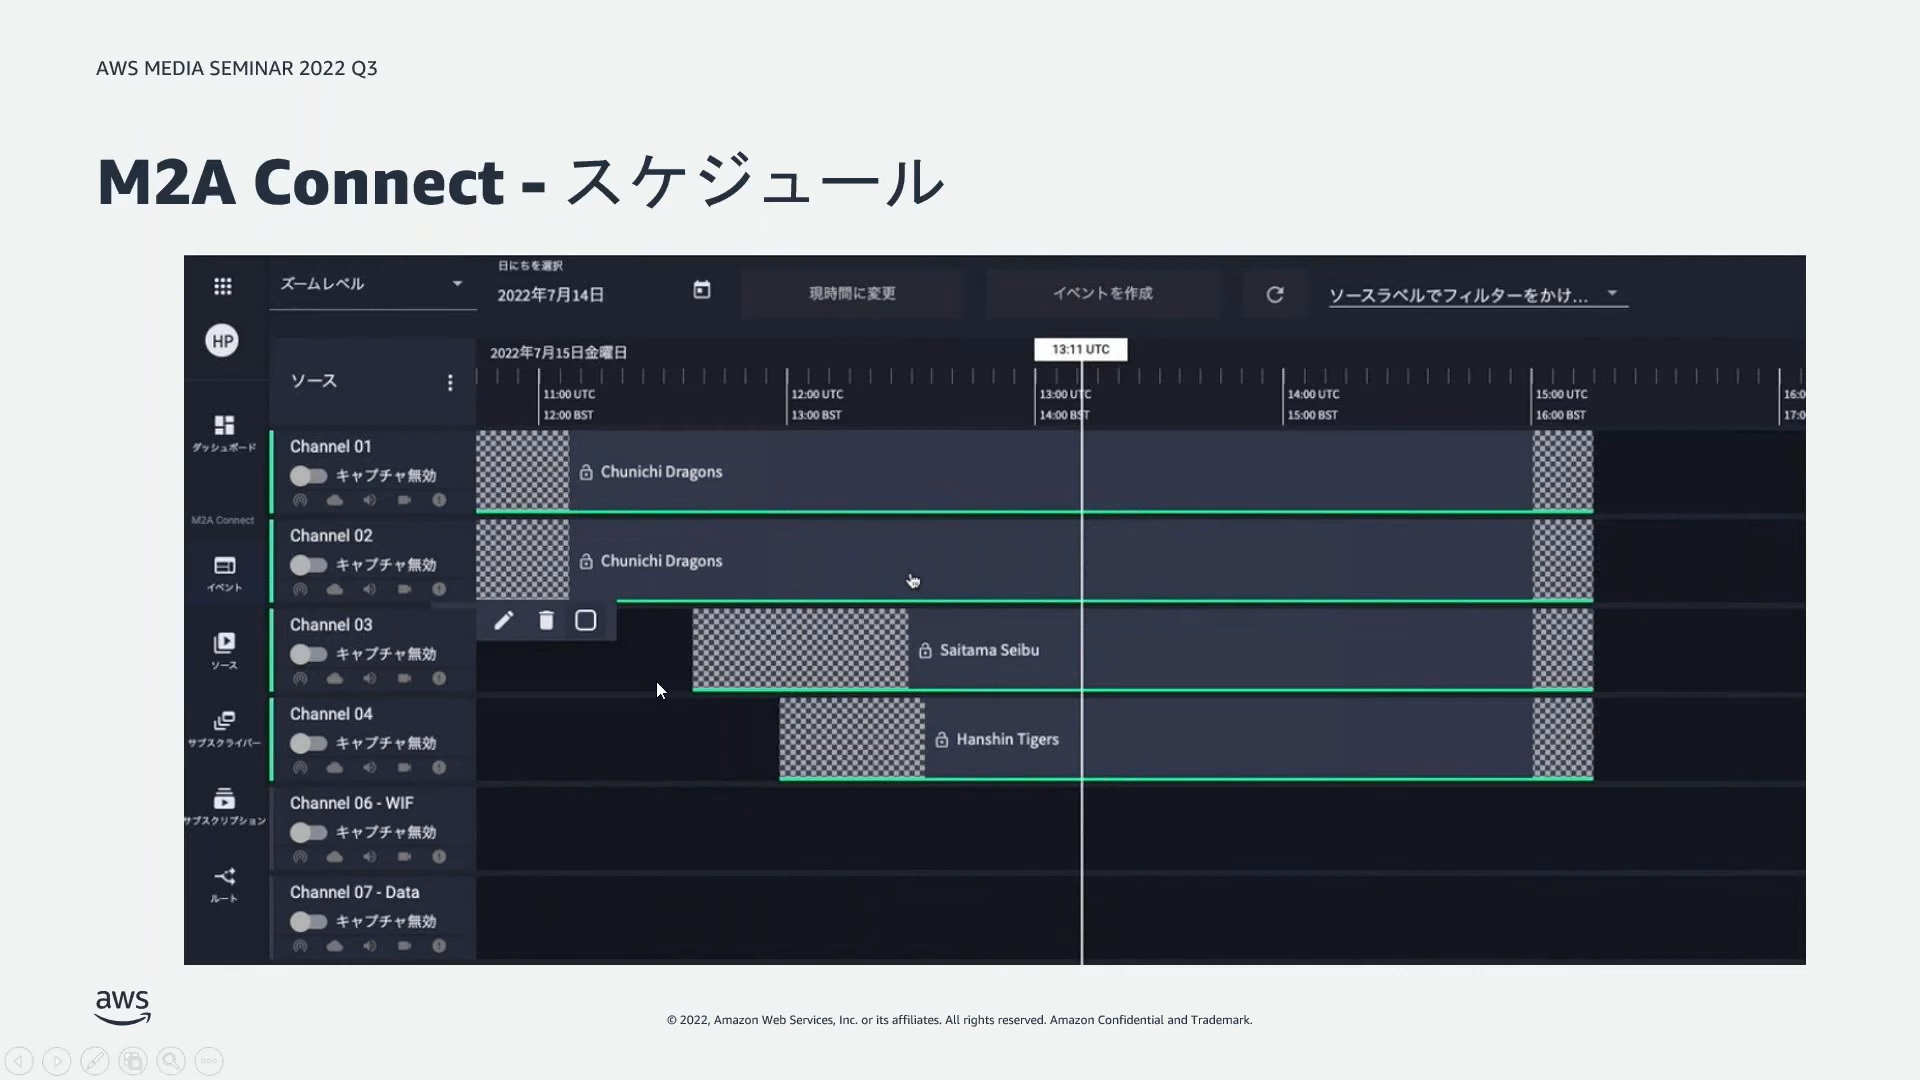 AWS MEDIA SEMINAR 2022 Q3
M2A Connect - スケジュール
ズームレベル
日にちを選択
2022年7月14日
現時間に変更
イベントを作成
ソースラベルでフィルターをかけ...
HP
ソース
2022年7月15日金曜日
13:11 UTC
11:00 UTC
12:00 BST
12:00 UTC
13:00 BST
13:00 UTC
14:00 BST
14:00 UTC
15:00 BST
15:00 UTC
16:00 BST
16:0
17:0
ダッシュボード
M2A Connect
イベント
ソース
サブスクライバー
サブスクリプション
ルート
Channel 01
キャプチャ無効
Chunichi Dragons
Channel 02
キャプチャ無効
Chunichi Dragons
Channel 03
キャプチャ無効
Saitama Seibu
Channel 04
キャプチャ無効
Hanshin Tigers
Channel 06 - WIF
キャプチャ無効
Channel 07 - Data
キャプチャ無効
aws
© 2022, Amazon Web Services, Inc. or its affiliates. All rights reserved. Amazon Confidential and Trademark.